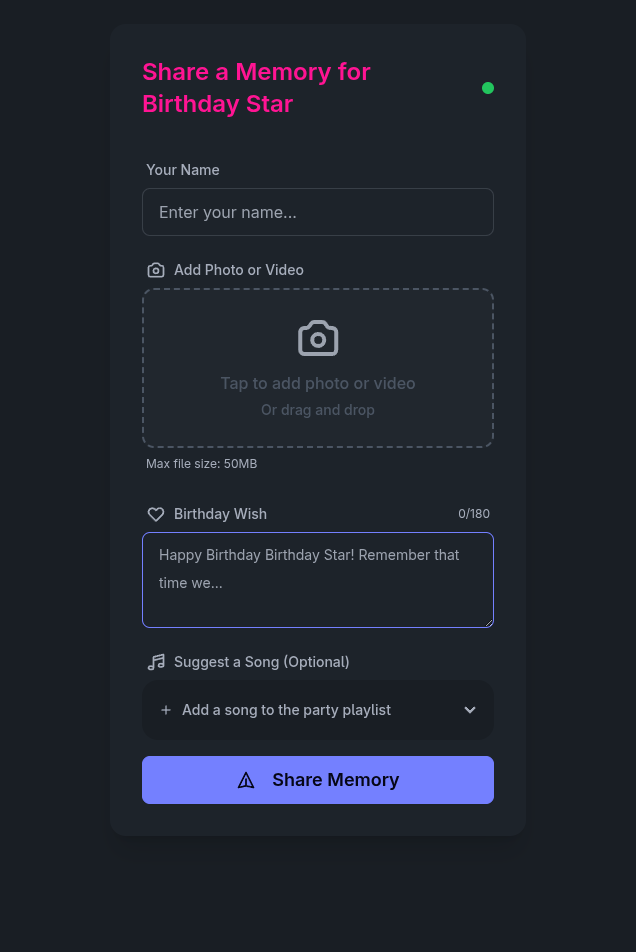 Share a Memory for
Birthday Star
Your Name
Enter your name...
Add Photo or Video
Tap to add photo or video
Or drag and drop
Max file size: 50MB
Birthday Wish
0/180
Happy Birthday Birthday Star! Remember that
time we...
Suggest a Song (Optional)
Add a song to the party playlist
Share Memory